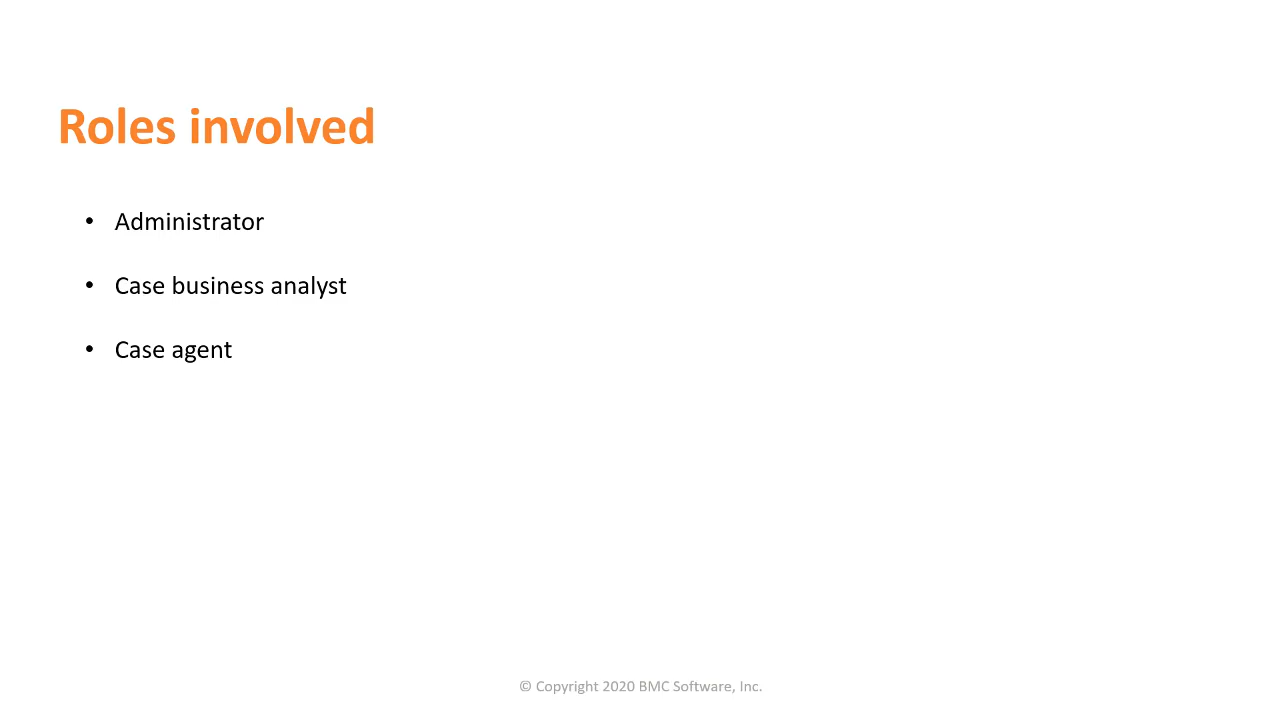 Roles involved
• Administrator
• Case business analyst
• Case agent
© Copyright 2020 BMC Software, Inc.